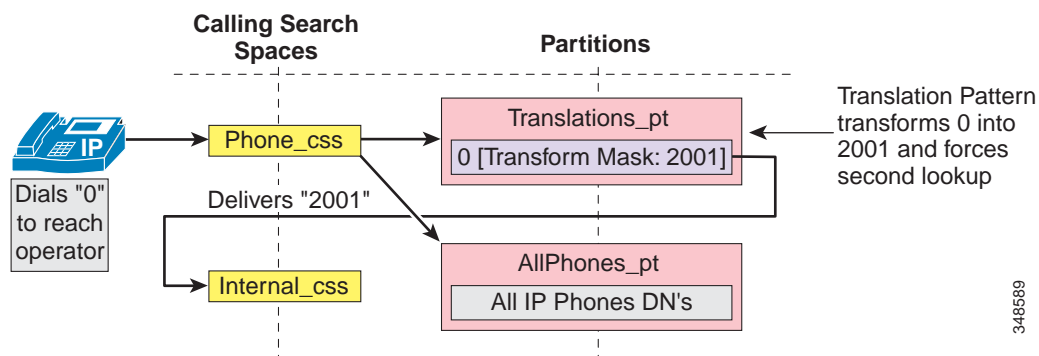 Calling Search
Spaces
Partitions
IP
Dials "0"
to reach
operator
Phone_css
Translations_pt
0 [Transform Mask: 2001]
Translation Pattern
transforms 0 into
2001 and forces
second lookup
Delivers "2001"
Internal_css
AllPhones_pt
All IP Phones DN's
348589